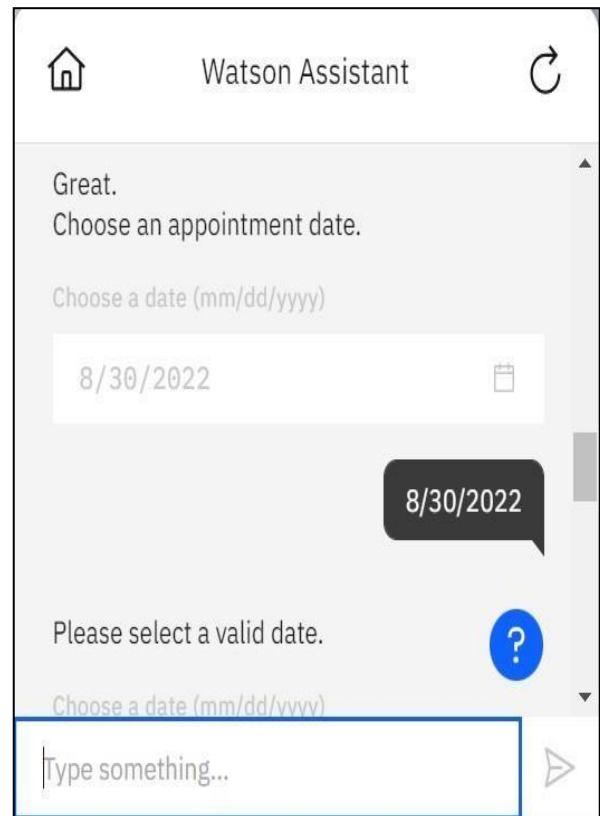 Watson Assistant
Great.
Choose an appointment date.
Choose a date (mm/dd/yyyy)
8/30/2022
8/30/2022
Please select a valid date.
?
Choose a date (mm/dd/yyyy)
Type something...